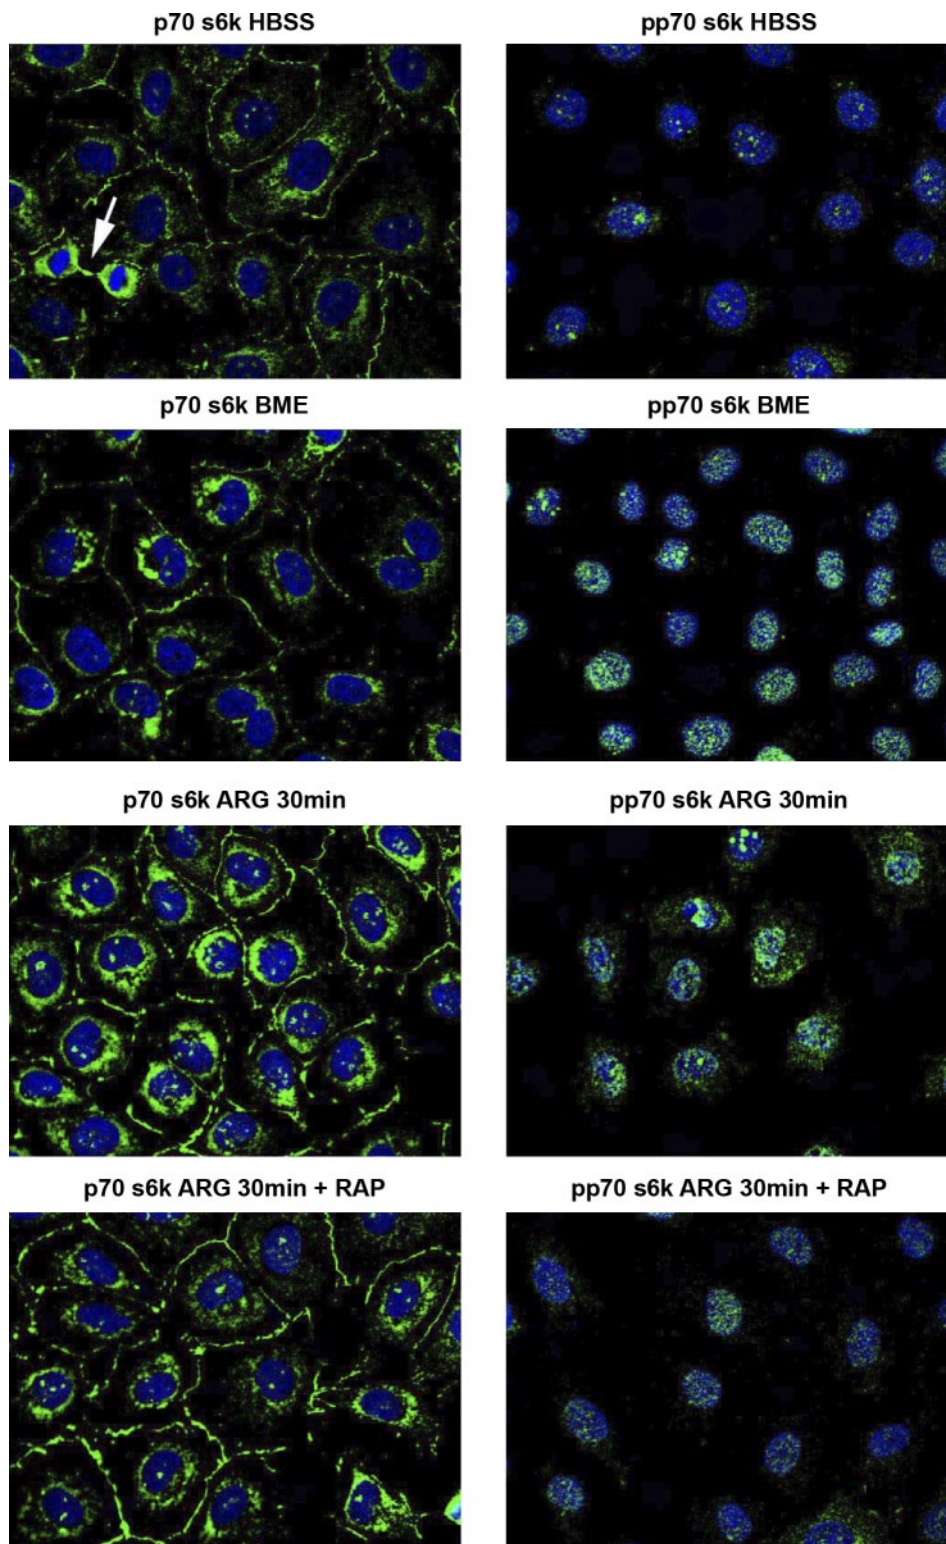 p70 s6k HBSS
pp70 s6k HBSS
p70 s6k BME
pp70 s6k BME
p70 s6k ARG 30min
pp70 s6k ARG 30min
p70 s6k ARG 30min + RAP
pp70 s6k ARG 30min + RAP